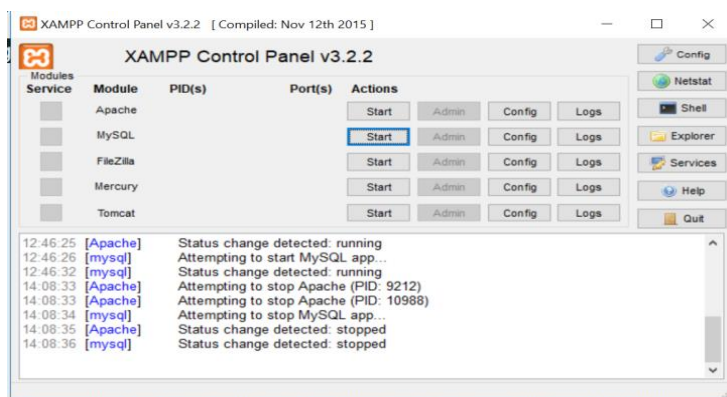 XAMPP Control Panel v3.2.2 [ Compiled: Nov 12th 2015 ]
XAMPP Control Panel v3.2.2
Config
Modules
Service Module PID(s) Port(s) Actions
Netstat
Apache Start Admin Config Logs
Shell
MySQL Start Admin Config Logs
Explorer
FileZilla Start Admin Config Logs
Services
Mercury Start Admin Config Logs
Help
Tomcat Start Admin Config Logs
Quit
12:46:25 [Apache] Status change detected: running
12:46:26 [mysql] Attempting to start MySQL app...
12:46:32 [mysql] Status change detected: running
14:08:33 [Apache] Attempting to stop Apache (PID: 9212)
14:08:33 [Apache] Attempting to stop Apache (PID: 10988)
14:08:34 [mysql] Attempting to stop MySQL app...
14:08:35 [Apache] Status change detected: stopped
14:08:36 [mysql] Status change detected: stopped